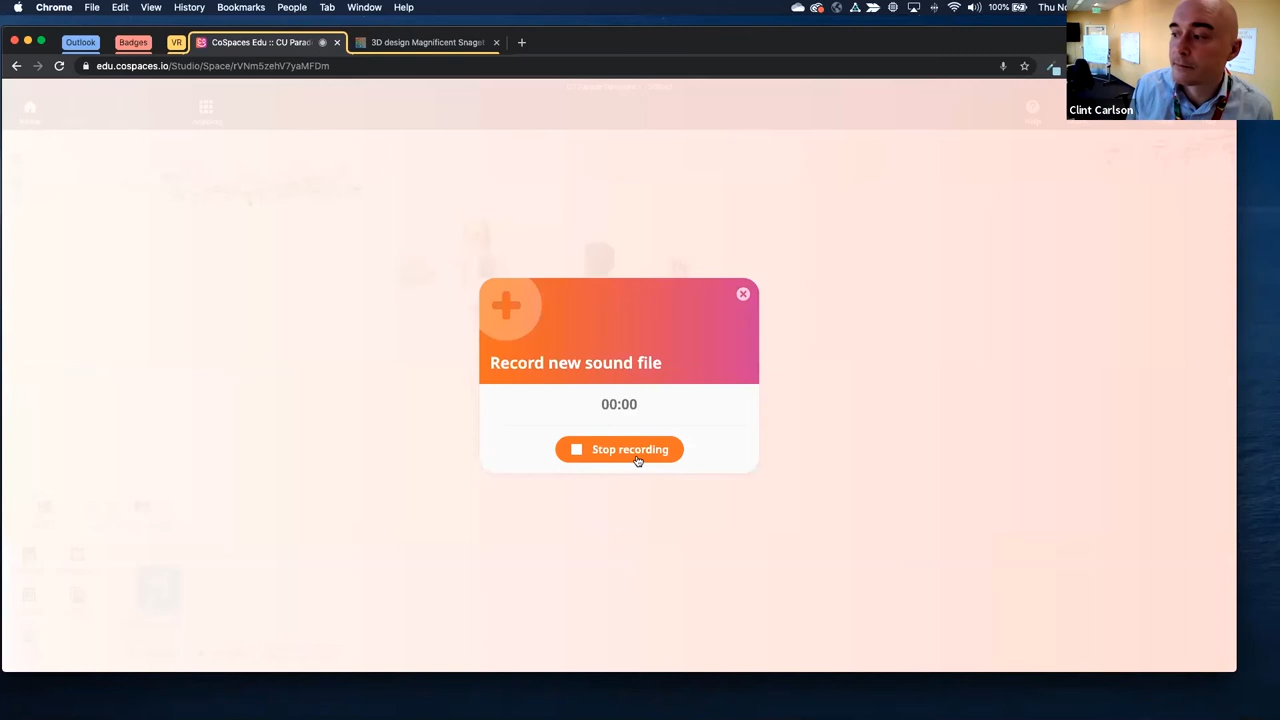 Chrome File Edit View History Bookmarks People Tab Window Help 100%
Outlook Badges VR CoSpaces Edu :: CU Parad 3D design Magnificent Snaget
edu.cospaces.io/Studio/Space/rVNm5zehV7yaMFDm
Clint Carlson
Record new sound file
00:00
Stop recording